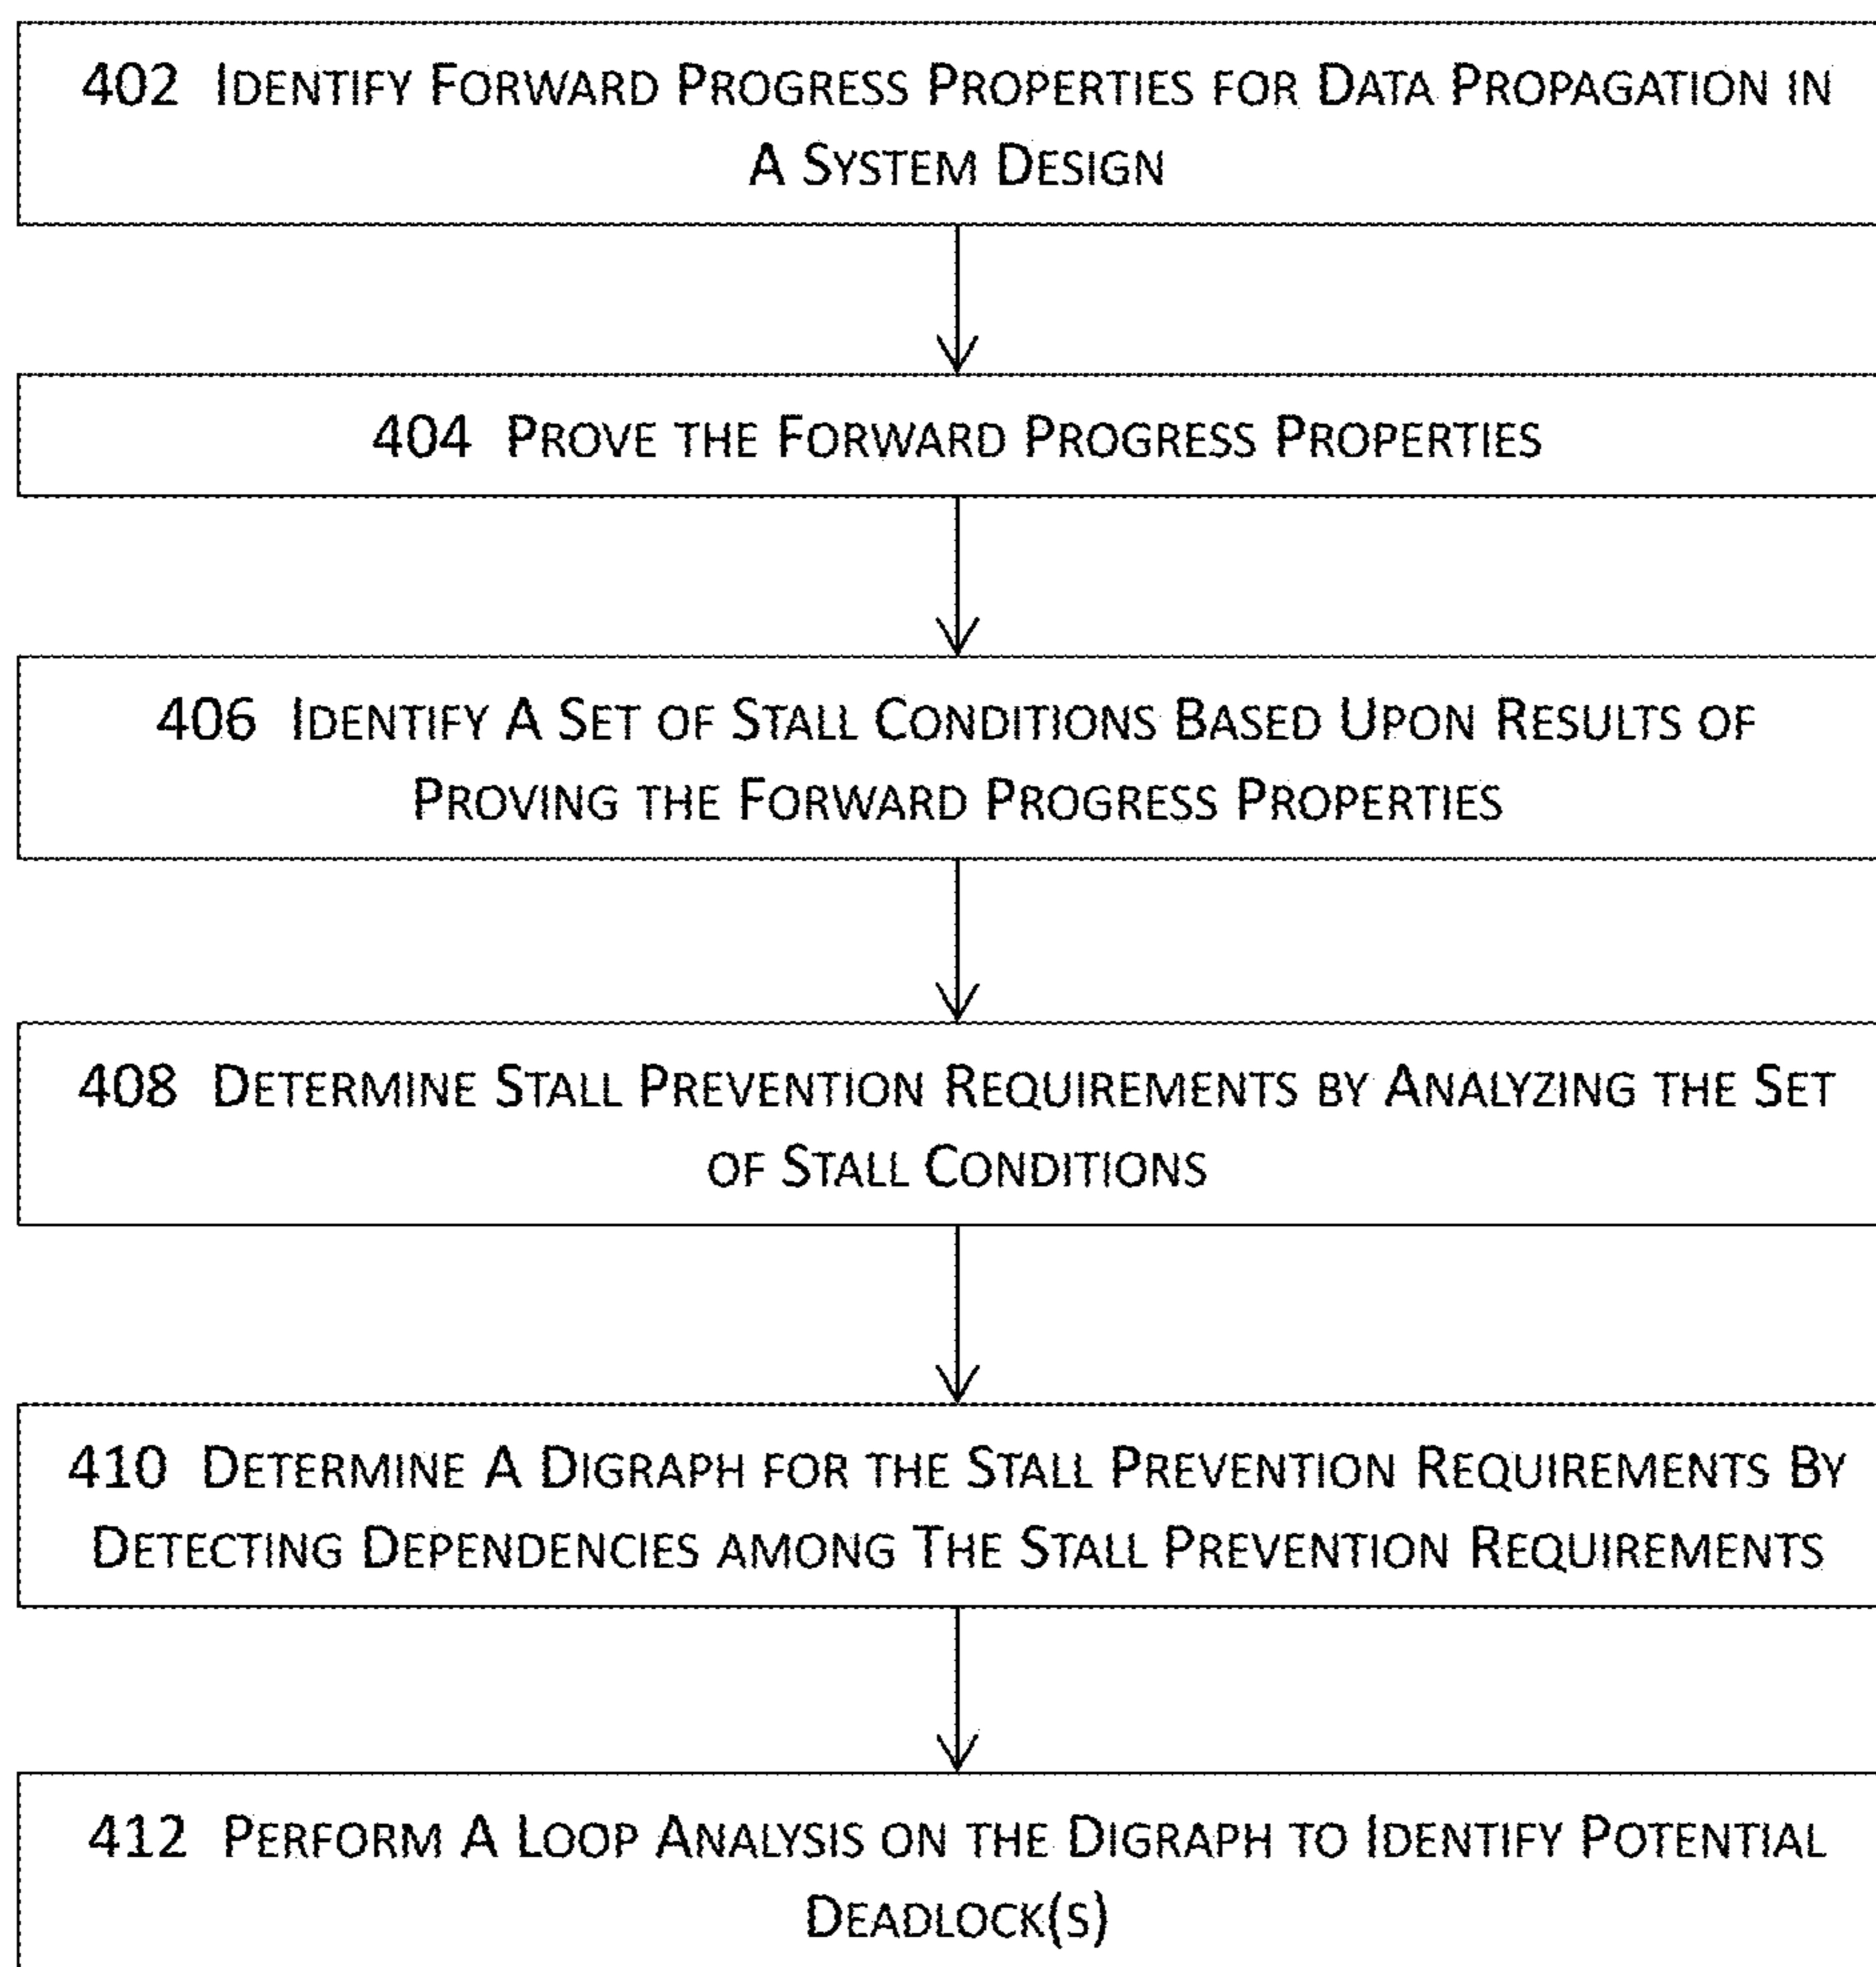 402 Identify Forward Progress Properties for Data Propagation in
A System Design
404 Prove the Forward Progress Properties
406 Identify A Set of Stall Conditions Based Upon Results of
Proving the Forward Progress Properties
408 Determine Stall Prevention Requirements by Analyzing the Set
of Stall Conditions
410 Determine A Digraph for the Stall Prevention Requirements By
Detecting Dependencies among The Stall Prevention Requirements
412 Perform A Loop Analysis on the Digraph to Identify Potential
Deadlock(s)